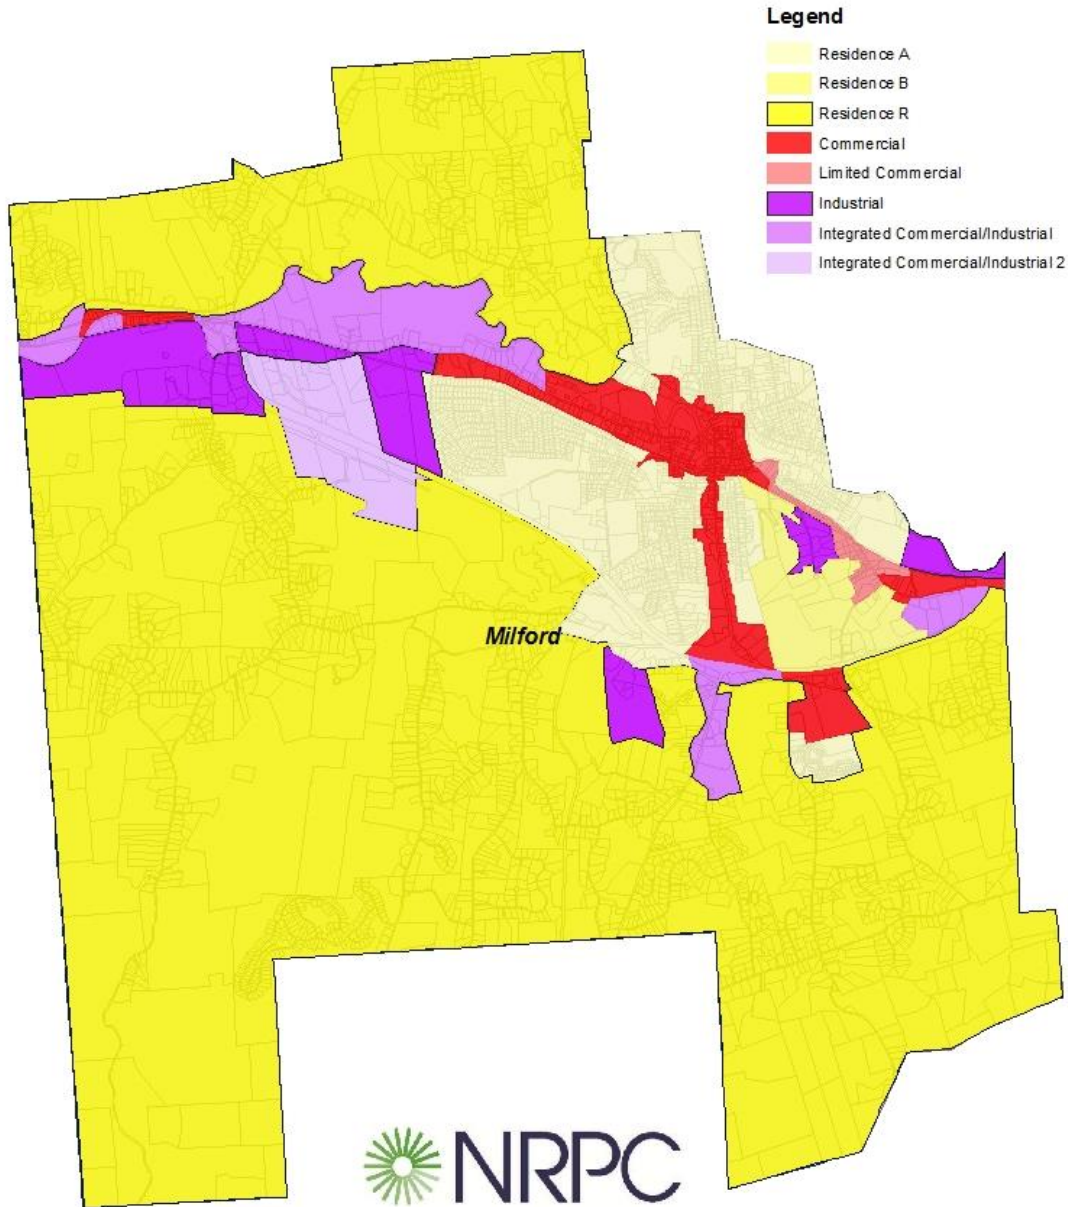 Legend
Residence A
Residence B
Residence R
Commercial
Limited Commercial
Industrial
Integrated Commercial/Industrial
Integrated Commercial/Industrial 2
Milford
NRPC